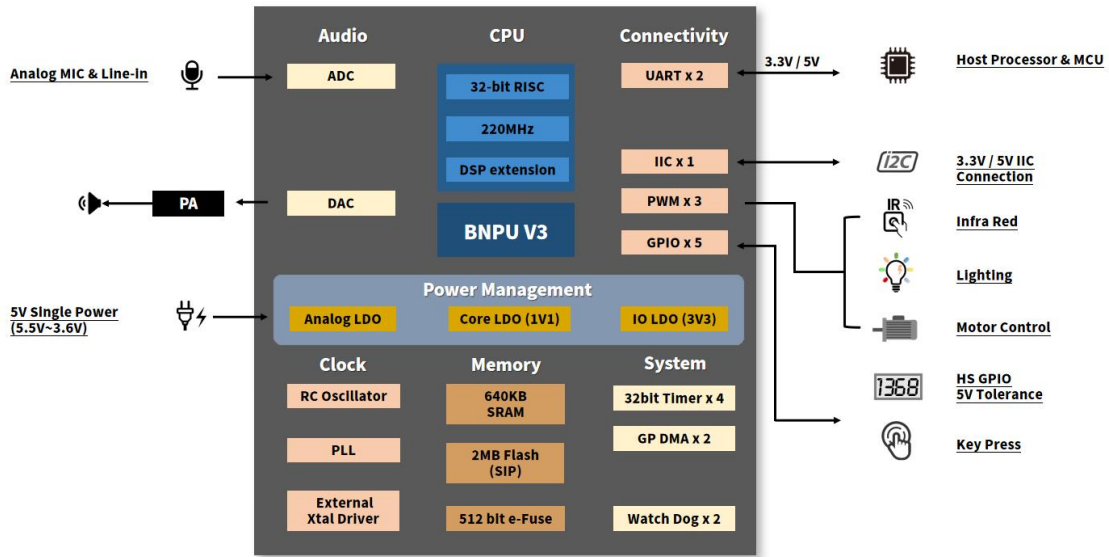 Audio
CPU
Connectivity
Analog MIC & Line-in
ADC
32-bit RISC
220MHz
DSP extension
UART x 2
3.3V / 5V
Host Processor & MCU
IIC x 1
i2C
3.3V / 5V IIC
Connection
PA
DAC
BNPU V3
PWM x 3
GPIO x 5
IR
Infra Red
Lighting
Power Management
5V Single Power
(5.5V~3.6V)
Analog LDO
Core LDO (1V1)
IO LDO (3V3)
Motor Control
Clock
Memory
System
RC Oscillator
640KB
SRAM
32bit Timer x 4
1368
HS GPIO
5V Tolerance
GP DMA x 2
PLL
2MB Flash
(SIP)
Key Press
External
Xtal Driver
512 bit e-Fuse
Watch Dog x 2